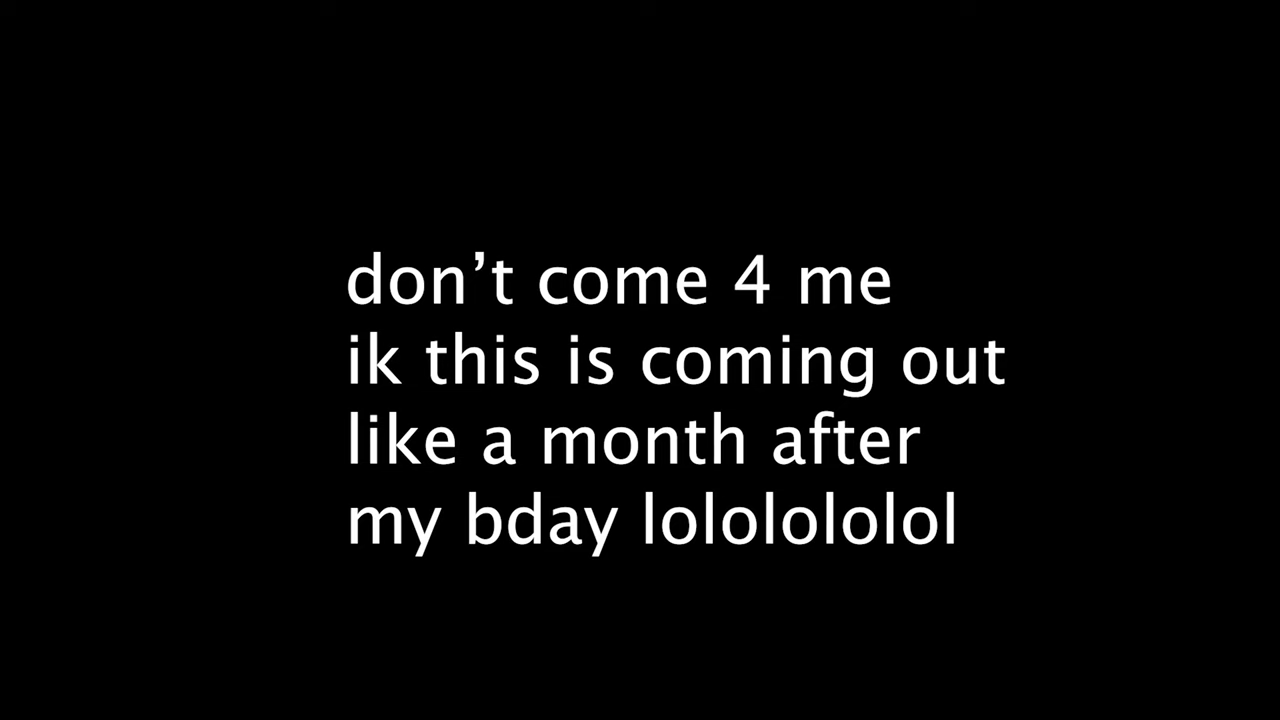 don’t come 4 me
ik this is coming out
like a month after
my bday lolololololol